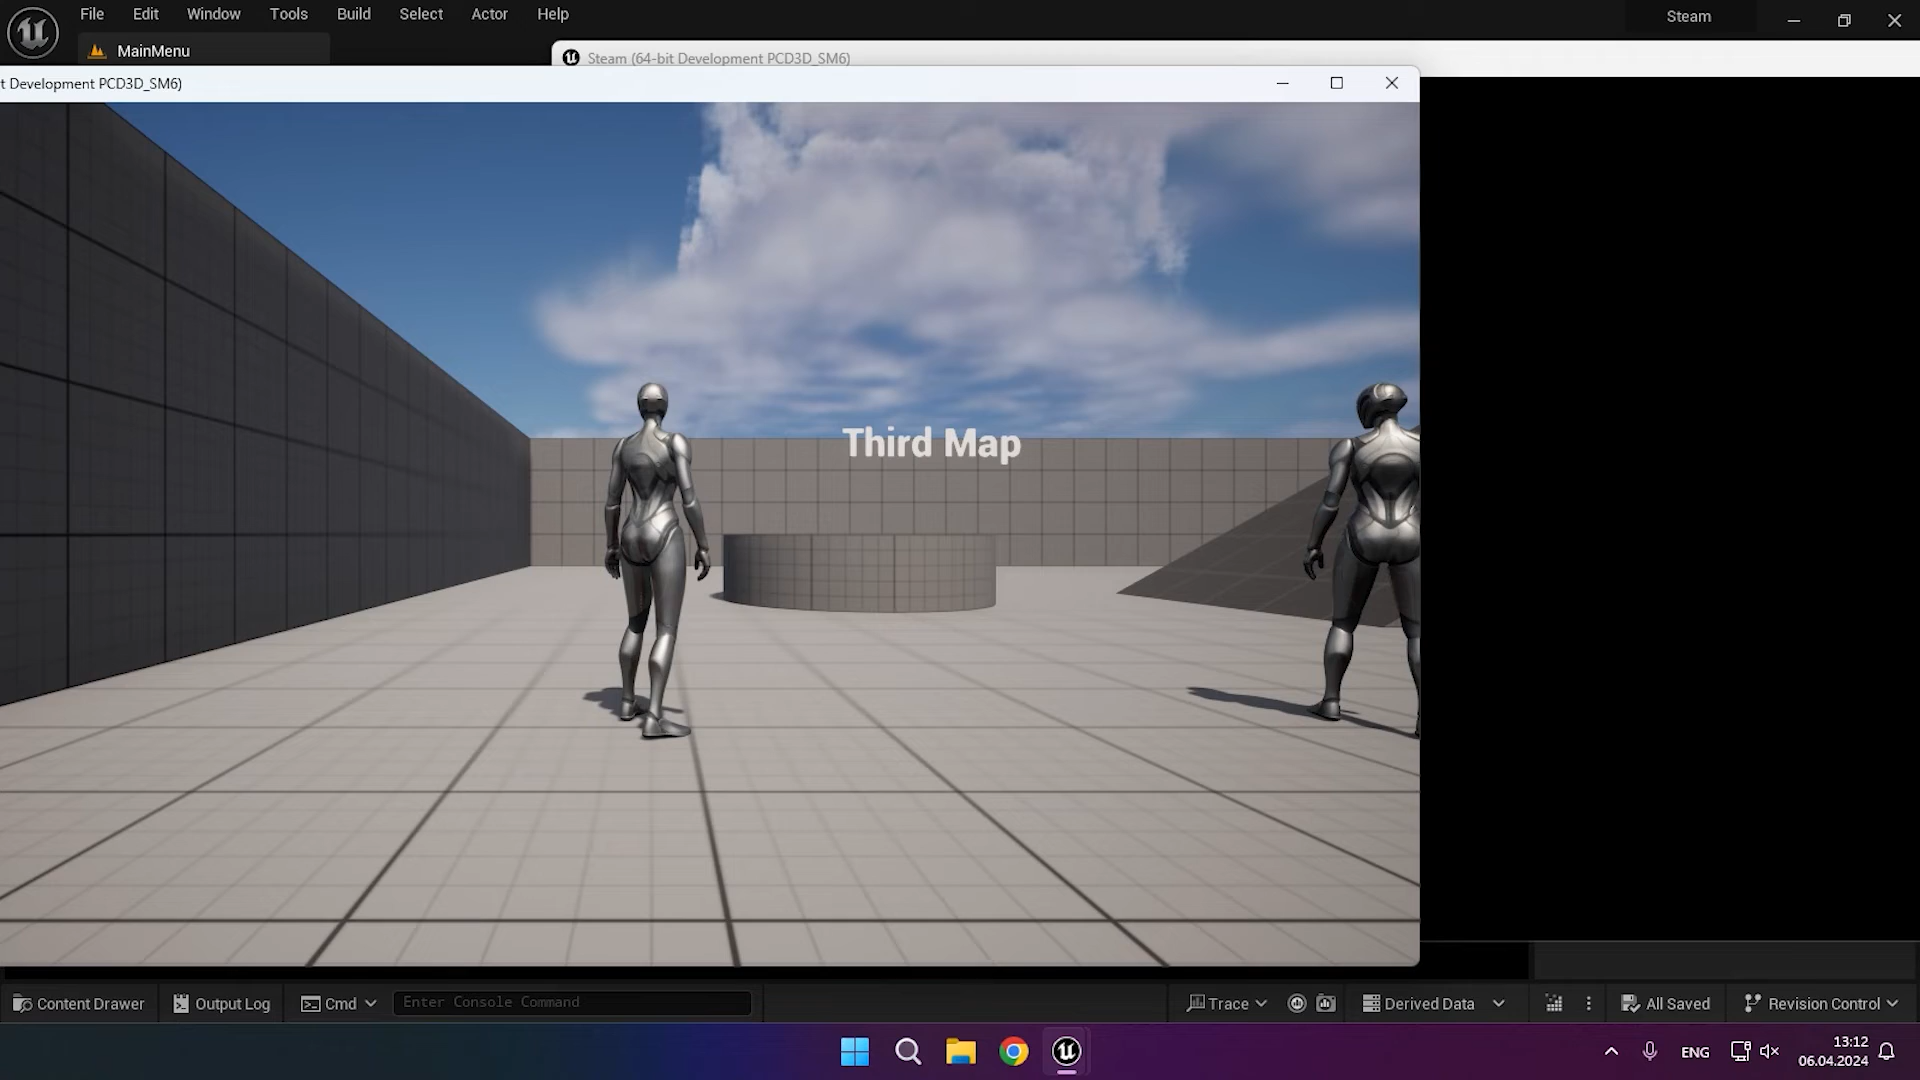 File Edit Window Tools Build Select Actor Help
Steam
MainMenu
Steam (64-bit Development PCD3D_SM6)
t Development PCD3D_SM6)
Third Map
Content Drawer Output Log Cmd Enter Console Command Trace Derived Data All Saved Revision Control
ENG
13:12
06.04.2024